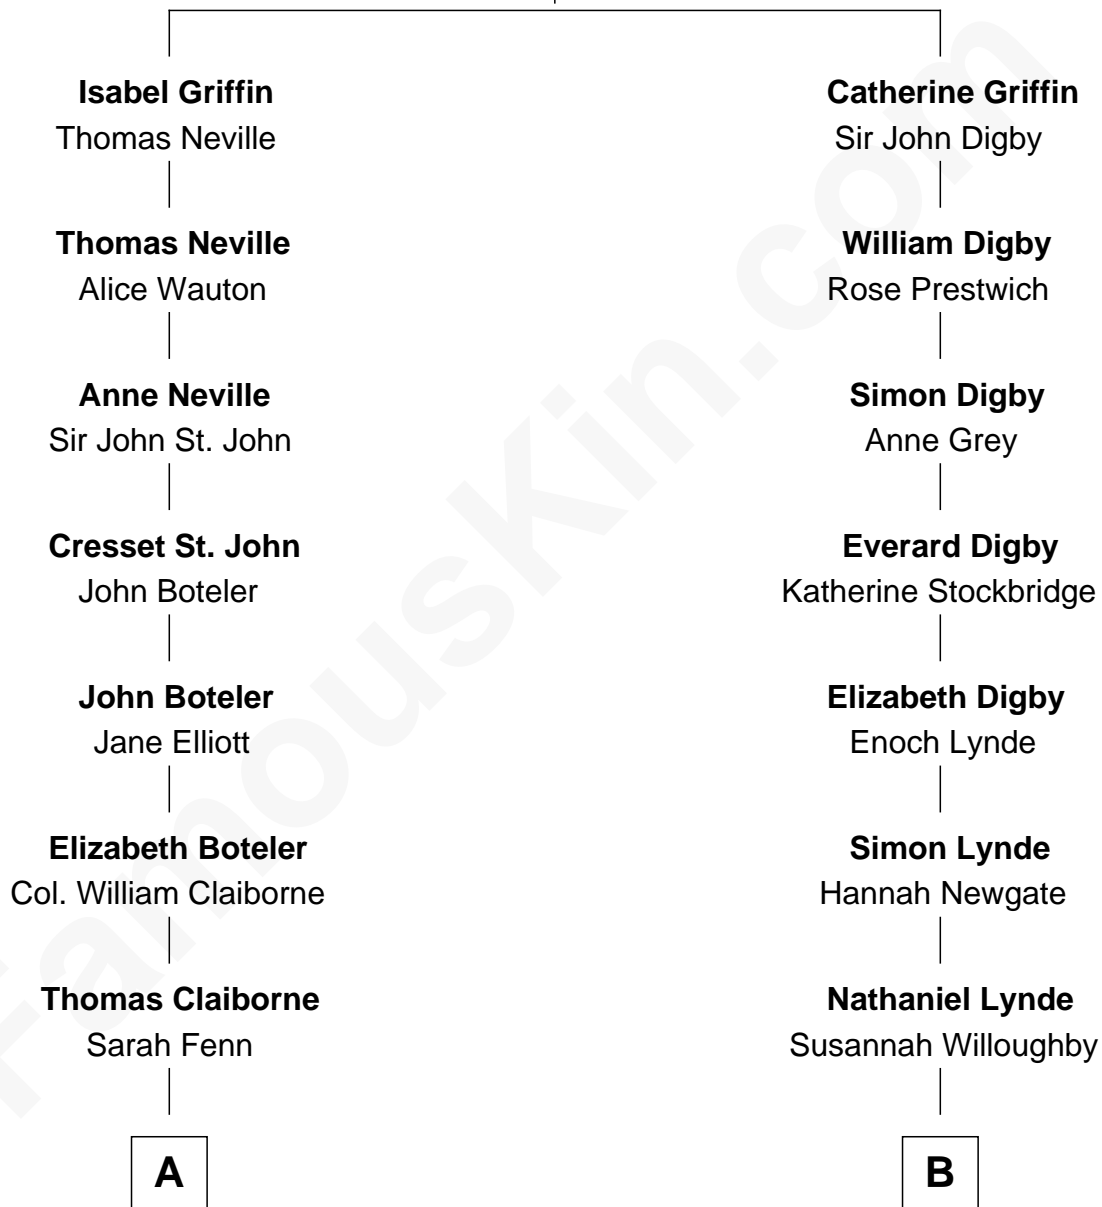 Isabel Griffin
Thomas Neville
Thomas Neville
Alice Wauton
Anne Neville
Sir John St. John
Cresset St. John
John Boteler
John Boteler
Jane Elliott
Elizabeth Boteler
Col. William Claiborne
Thomas Claiborne
Sarah Fenn
A
Catherine Griffin
Sir John Digby
William Digby
Rose Prestwich
Simon Digby
Anne Grey
Everard Digby
Katherine Stockbridge
Elizabeth Digby
Enoch Lynde
Simon Lynde
Hannah Newgate
Nathaniel Lynde
Susannah Willoughby
B
FamousKin.com